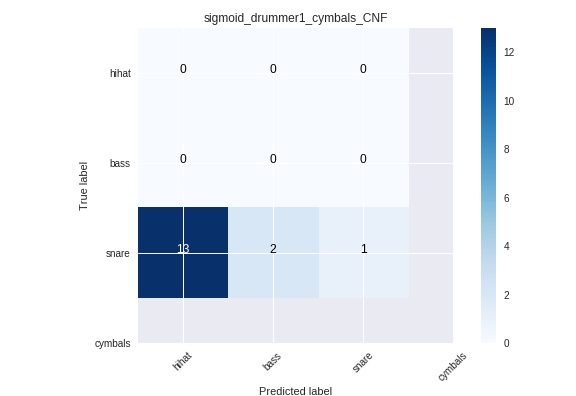 sigmoid_drummer1_cymbals_CNF
hihat
0 0 0
bass
0 0 0
snare
13 2 1
cymbals
hihat bass snare cymbals
True label
Predicted label
12
10
8
6
4
2
0